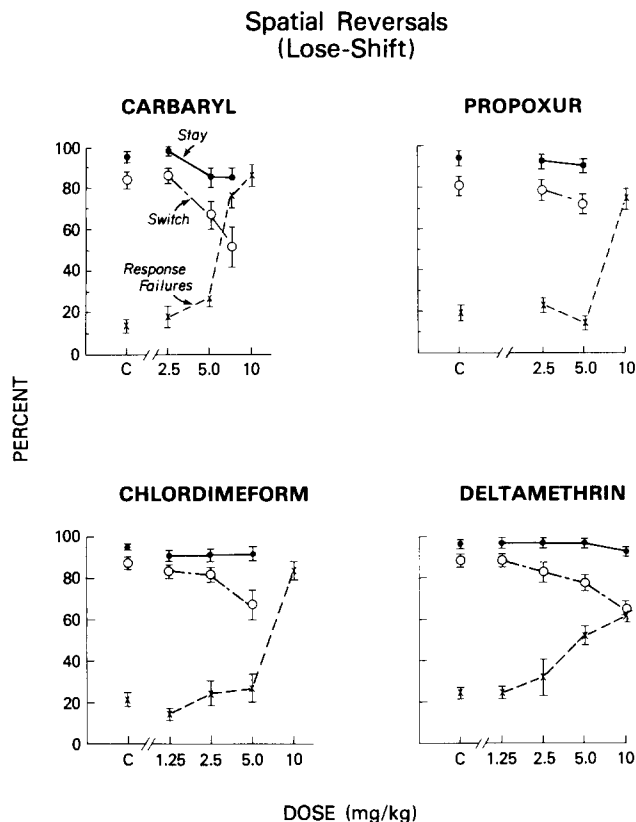 Spatial Reversals
(Lose-Shift)
CARBARYL
PROPOXUR
100
80
60
40
20
0
Stay
Switch
Response
Failures
C 2.5 5.0 10
C 2.5 5.0 10
PERCENT
CHLORDIMEFORM
DELTAMETHRIN
100
80
60
40
20
0
C 1.25 2.5 5.0 10
C 1.25 2.5 5.0 10
DOSE (mg/kg)